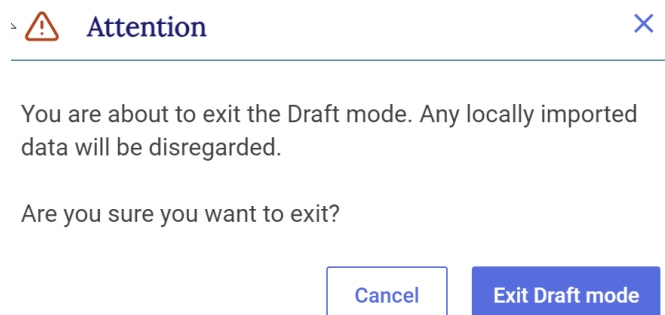 Attention
You are about to exit the Draft mode. Any locally imported
data will be disregarded.
Are you sure you want to exit?
Cancel
Exit Draft mode